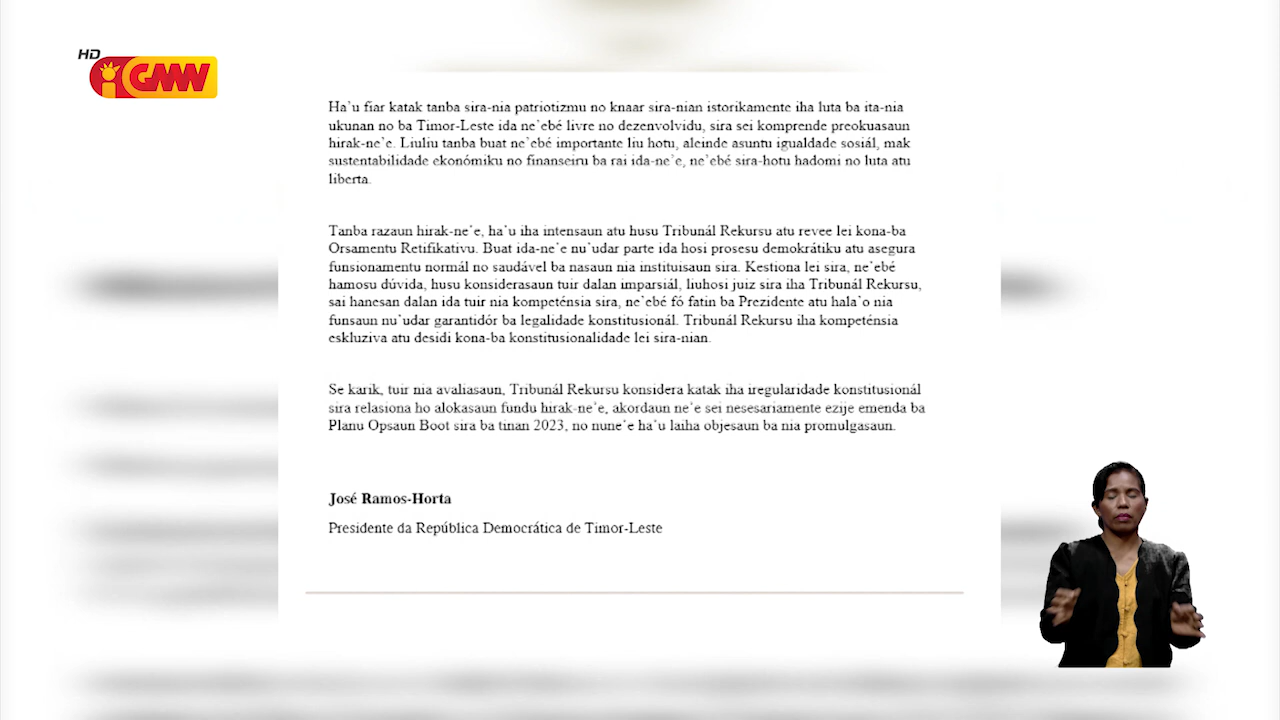 HD
GMN
Ha'u fiar katak tanba sira-nia patriotizmu no knaar sira-nian istorikamente iha luta ba ita-nia
ukunan no ba Timor-Leste ida ne'ebé livre no dezenvolvidu, sira sei komprende preokuasaun
hirak-ne'e. Liuliu tanba buat ne'ebé importante liu hotu, aleinde asuntu igualdade sosiál, mak
sustentabilidade ekonómiku no finanseiru ba rai ida-ne'e, ne'ebé sira-hotu hadomi no luta atu
liberta.
Tanba razaun hirak-ne'e, ha'u iha intensaun atu husu Tribunál Rekursu atu revee lei kona-ba
Orsamentu Retifikativu. Buat ida-ne'e nu'udar parte ida hosi prosesu demokrátiku atu asegura
funsionamentu normál no saudável ba nasaun nia instituisaun sira. Kestiona lei sira, ne'ebé
hamosu dúvida, husu konsiderasaun tuir dalan imparsiál, liuhosi juiz sira iha Tribunál Rekursu,
sai hanesan dalan ida tuir nia kompeténsia sira, ne'ebé fó fatin ba Prezidente atu hala'o nia
funsaun nu'udar garantidór ba legalidade konstitusionál. Tribunál Rekursu iha kompeténsia
eskluziva atu desidi kona-ba konstitusionalidade lei sira-nian.
Se karik, tuir nia avaliasaun, Tribunál Rekursu konsidera katak iha iregularidade konstitusionál
sira relasiona ho alokasaun fundu hirak-ne'e, akordaun ne'e sei nesesariamente ezije emenda ba
Planu Opsaun Boot sira ba tinan 2023, no nune'e ha'u laiha objesaun ba nia promulgasaun.
José Ramos-Horta
Presidente da República Democrática de Timor-Leste